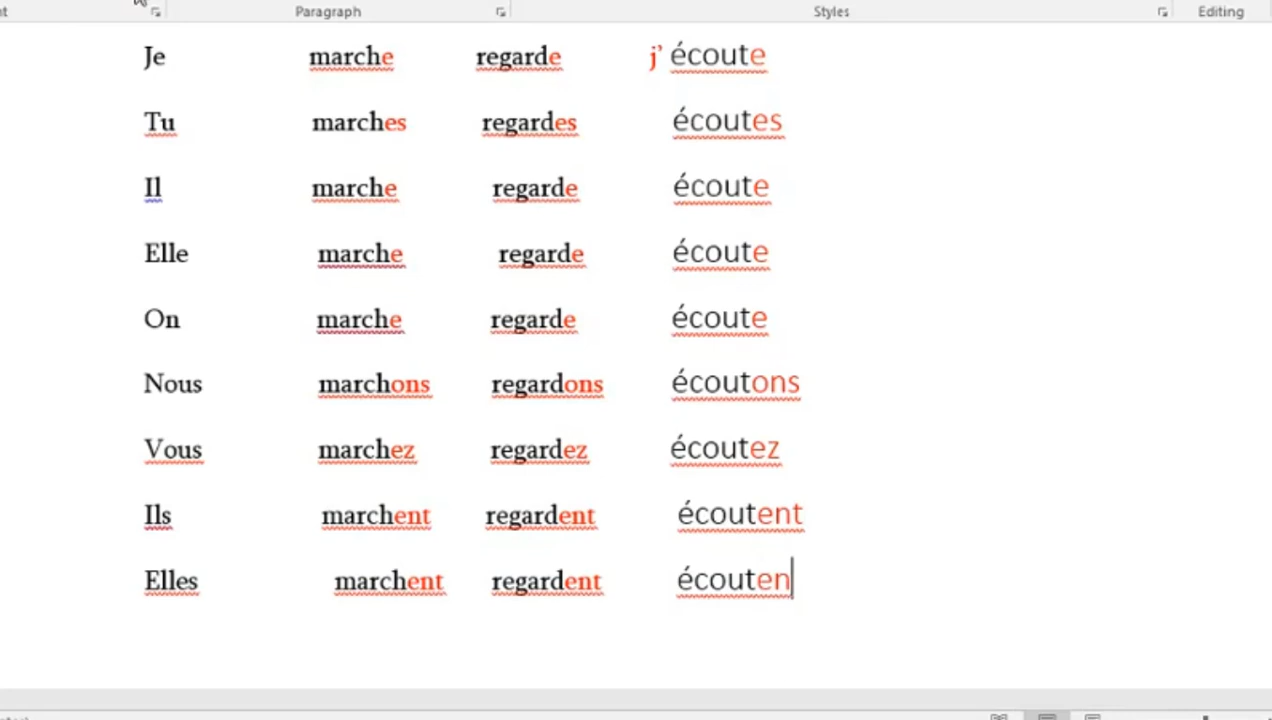 nt Paragraph Styles Editing
Je marche regarde j' écoute
Tu marches regardes écoutes
Il marche regarde écoute
Elle marche regarde écoute
On marche regarde écoute
Nous marchons regardons écoutons
Vous marchez regardez écoutez
Ils marchent regardent écoutent
Elles marchent regardent écouten